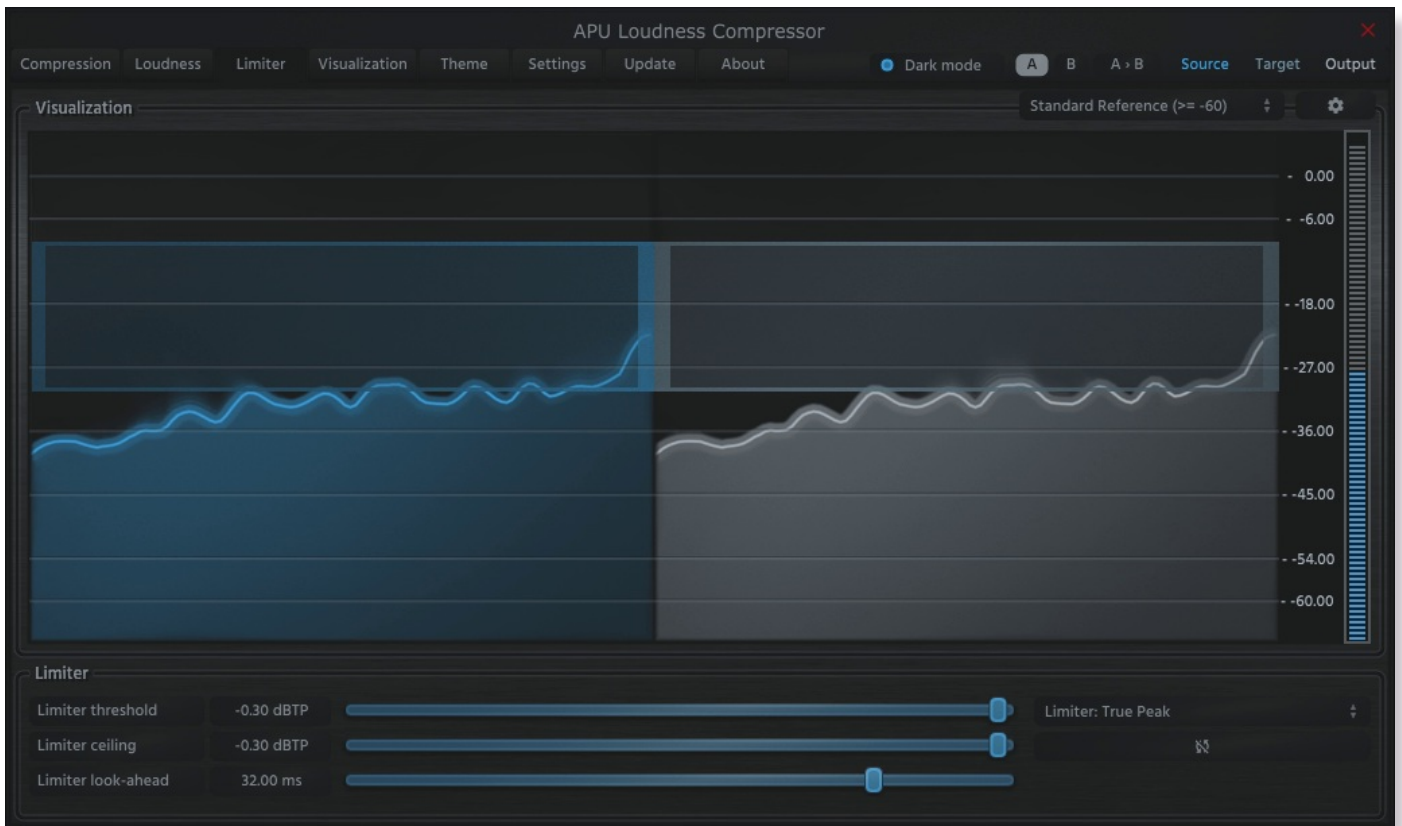 APU Loudness Compressor
Compression Loudness Limiter Visualization Theme Settings Update About Dark mode A B A › B Source Target Output
Visualization Standard Reference (>= -60)
- 0.00
- -6.00
- -18.00
- -27.00
- -36.00
- -45.00
- -54.00
- -60.00
Limiter
Limiter threshold -0.30 dBTP Limiter: True Peak
Limiter ceiling -0.30 dBTP
Limiter look-ahead 32.00 ms